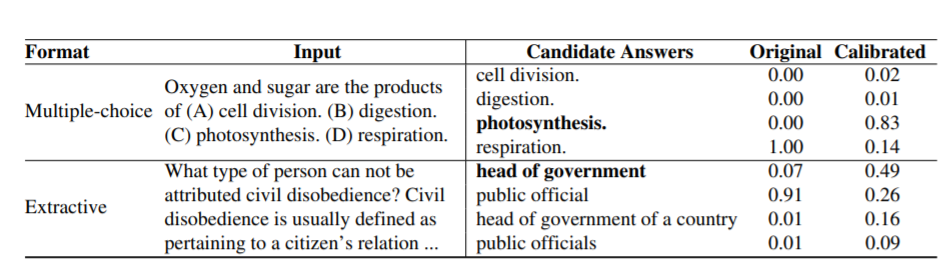 Format Input Candidate Answers Original Calibrated
Multiple-choice
Oxygen and sugar are the products
of (A) cell division. (B) digestion.
(C) photosynthesis. (D) respiration.
cell division. 0.00 0.02
digestion. 0.00 0.01
photosynthesis. 0.00 0.83
respiration. 1.00 0.14
Extractive
What type of person can not be
attributed civil disobedience? Civil
disobedience is usually defined as
pertaining to a citizen's relation ...
head of government 0.07 0.49
public official 0.91 0.26
head of government of a country 0.01 0.16
public officials 0.01 0.09